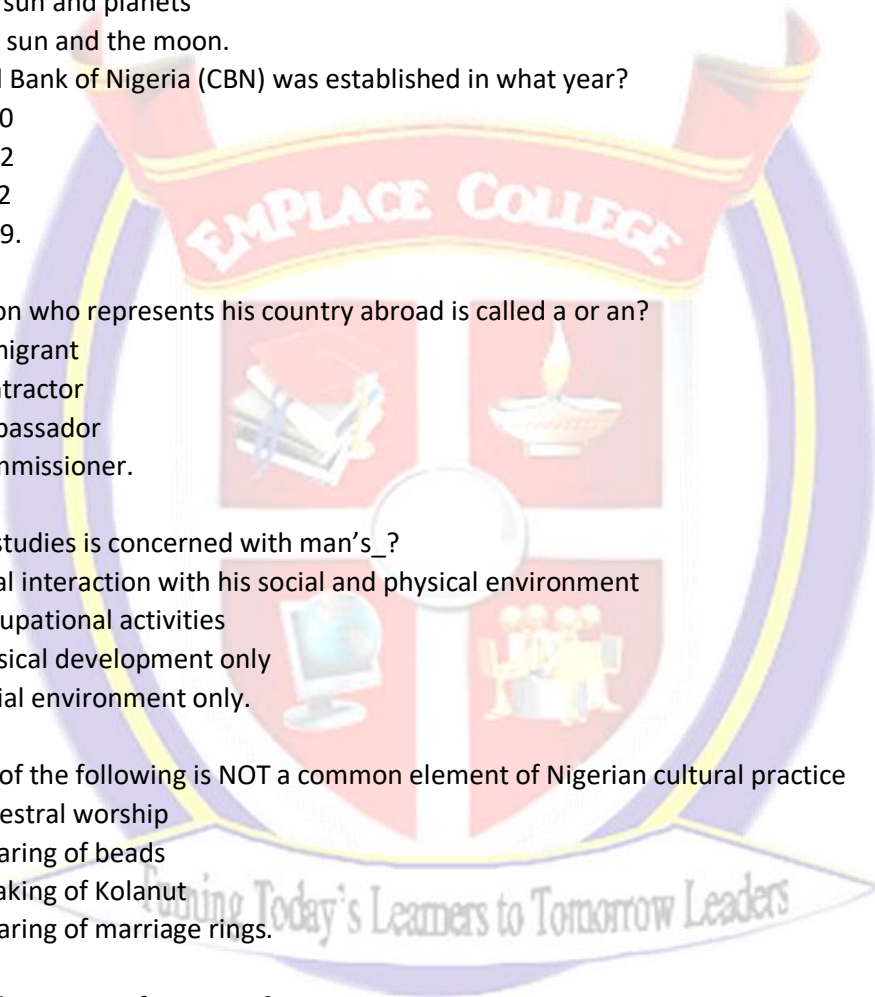 sun and planets
sun and the moon.
Bank of Nigeria (CBN) was established in what year?
0
2
2
9.
EMPLACE COLLEGE
on who represents his country abroad is called a or an?
migrant
tractor
bassador
mmissioner.
studies is concerned with man's_?
al interaction with his social and physical environment
upational activities
sical development only
ial environment only.
of the following is NOT a common element of Nigerian cultural practice
estral worship
aring of beads
aking of Kolanut
Today's Learners to Tomorrow Leaders
aring of marriage rings.